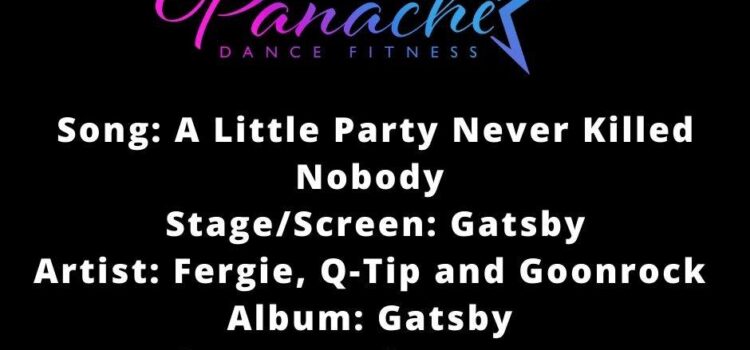 Panache
DANCE FITNESS
Song: A Little Party Never Killed
Nobody
Stage/Screen: Gatsby
Artist: Fergie, Q-Tip and Goonrock
Album: Gatsby